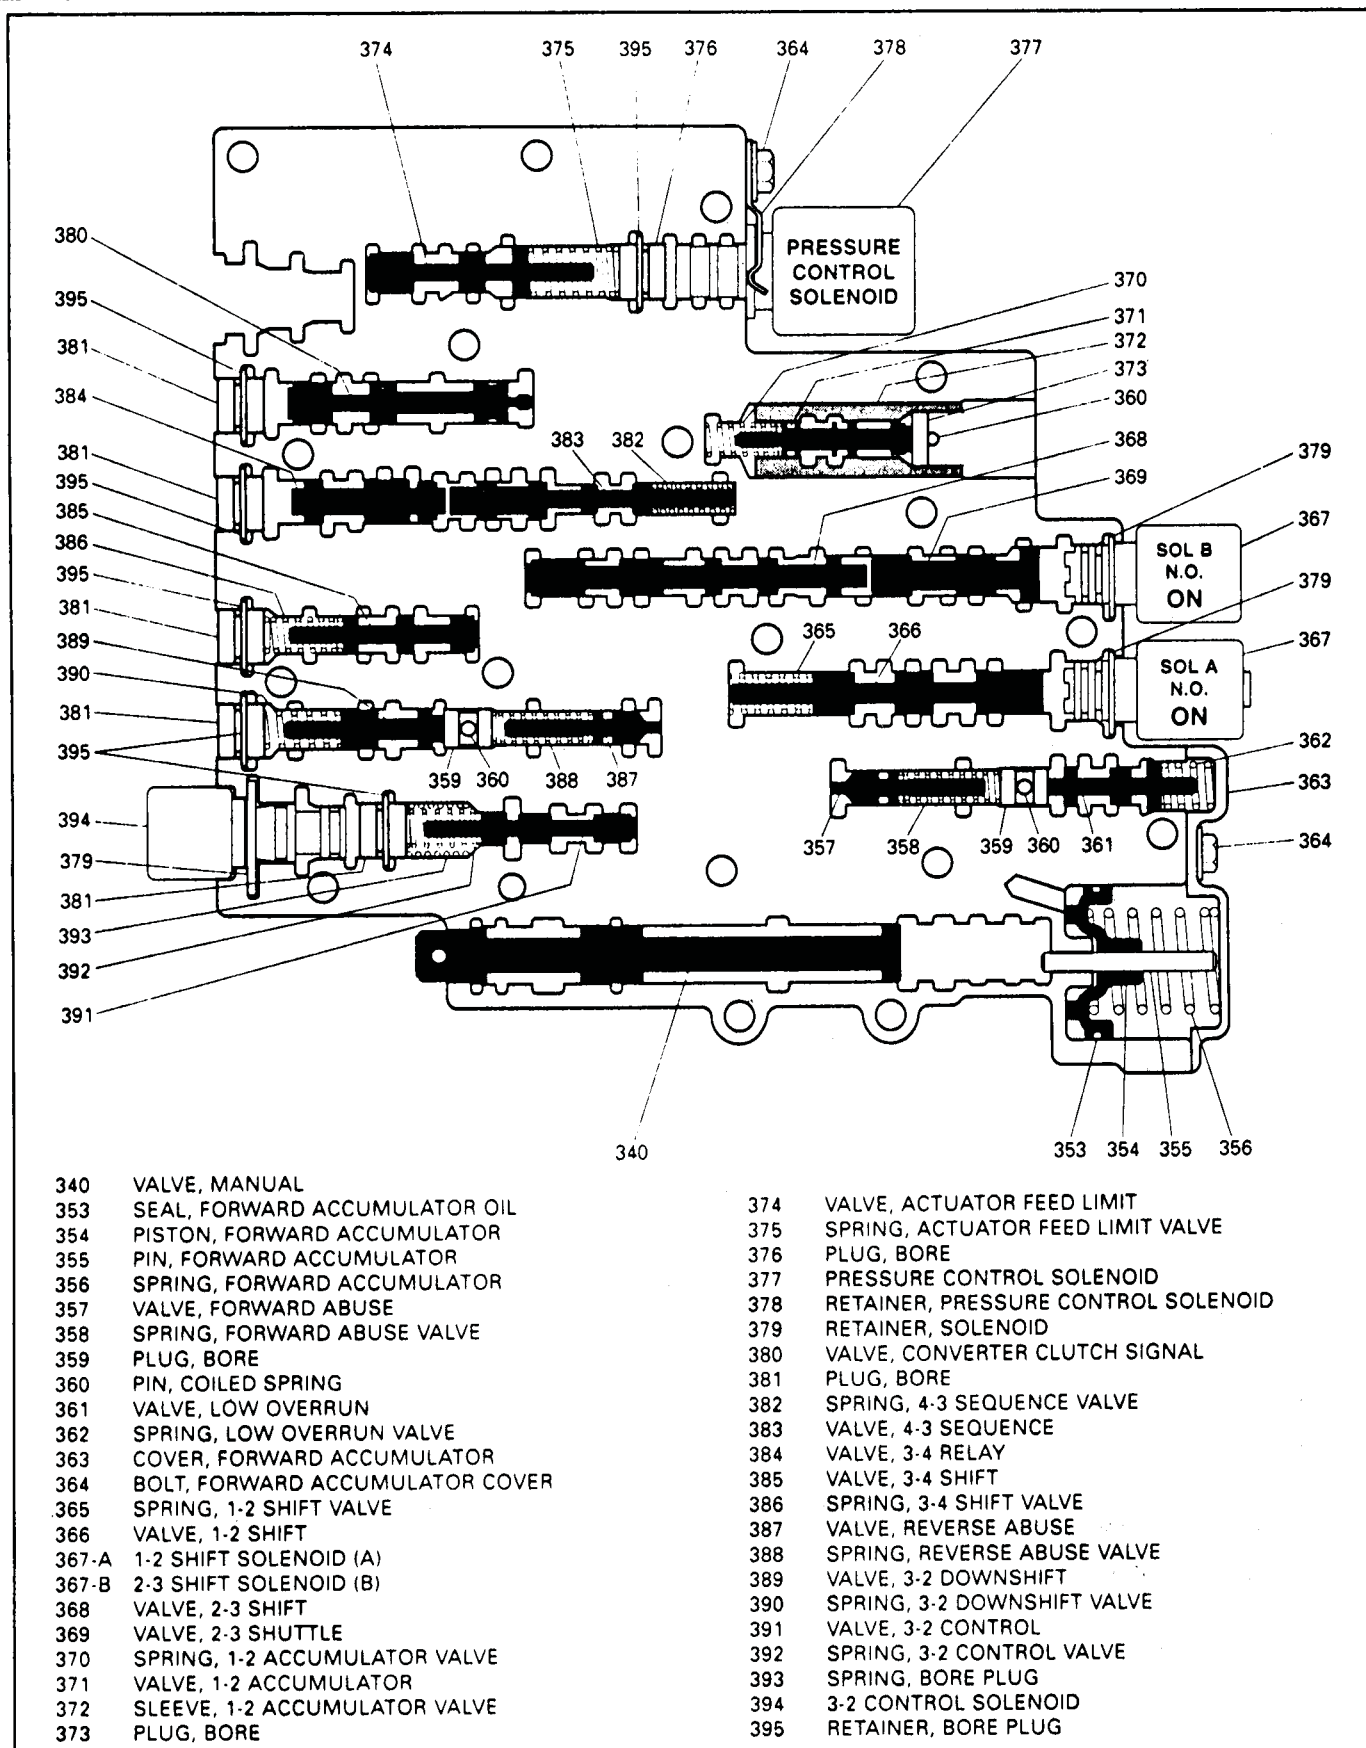 374 375 395 376 364 378 377
380
395
381
384
381
395
385
386
395
381
389
390
381
395
394
379
381
393
392
391
PRESSURE
CONTROL
SOLENOID
370
371
372
373
360
368
369
383 382
379
367
SOL B
N.O.
ON
379
367
SOL A
N.O.
ON
365 366
359 360 388 387
362
363
364
357 358 359 360 361
340
353 354 355 356
340 VALVE, MANUAL
353 SEAL, FORWARD ACCUMULATOR OIL
354 PISTON, FORWARD ACCUMULATOR
355 PIN, FORWARD ACCUMULATOR
356 SPRING, FORWARD ACCUMULATOR
357 VALVE, FORWARD ABUSE
358 SPRING, FORWARD ABUSE VALVE
359 PLUG, BORE
360 PIN, COILED SPRING
361 VALVE, LOW OVERRUN
362 SPRING, LOW OVERRUN VALVE
363 COVER, FORWARD ACCUMULATOR
364 BOLT, FORWARD ACCUMULATOR COVER
365 SPRING, 1-2 SHIFT VALVE
366 VALVE, 1-2 SHIFT
367-A 1-2 SHIFT SOLENOID (A)
367-B 2-3 SHIFT SOLENOID (B)
368 VALVE, 2-3 SHIFT
369 VALVE, 2-3 SHUTTLE
370 SPRING, 1-2 ACCUMULATOR VALVE
371 VALVE, 1-2 ACCUMULATOR
372 SLEEVE, 1-2 ACCUMULATOR VALVE
373 PLUG, BORE
374 VALVE, ACTUATOR FEED LIMIT
375 SPRING, ACTUATOR FEED LIMIT VALVE
376 PLUG, BORE
377 PRESSURE CONTROL SOLENOID
378 RETAINER, PRESSURE CONTROL SOLENOID
379 RETAINER, SOLENOID
380 VALVE, CONVERTER CLUTCH SIGNAL
381 PLUG, BORE
382 SPRING, 4-3 SEQUENCE VALVE
383 VALVE, 4-3 SEQUENCE
384 VALVE, 3-4 RELAY
385 VALVE, 3-4 SHIFT
386 SPRING, 3-4 SHIFT VALVE
387 VALVE, REVERSE ABUSE
388 SPRING, REVERSE ABUSE VALVE
389 VALVE, 3-2 DOWNSHIFT
390 SPRING, 3-2 DOWNSHIFT VALVE
391 VALVE, 3-2 CONTROL
392 SPRING, 3-2 CONTROL VALVE
393 SPRING, BORE PLUG
394 3-2 CONTROL SOLENOID
395 RETAINER, BORE PLUG